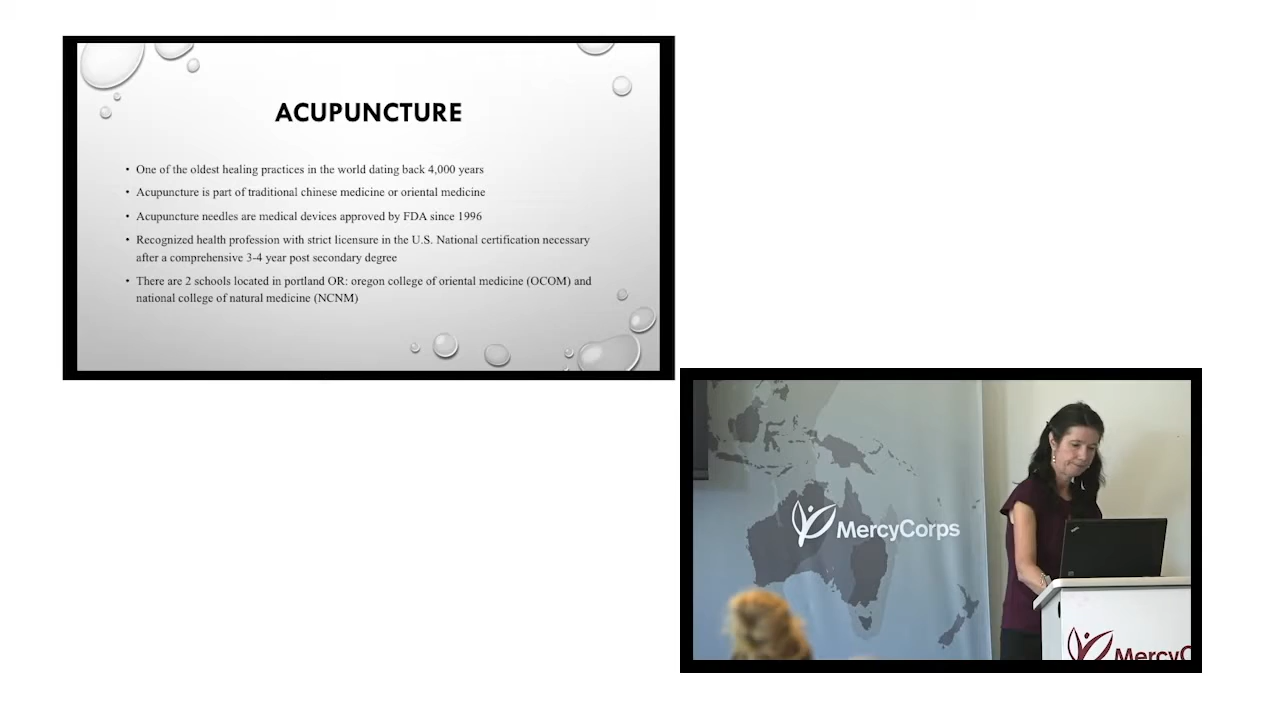 ACUPUNCTURE
• One of the oldest healing practices in the world dating back 4,000 years
• Acupuncture is part of traditional chinese medicine or oriental medicine
• Acupuncture needles are medical devices approved by FDA since 1996
• Recognized health profession with strict licensure in the U.S. National certification necessary
after a comprehensive 3-4 year post secondary degree
• There are 2 schools located in portland OR: oregon college of oriental medicine (OCOM) and
national college of natural medicine (NCNM)
MercyCorps
MercyC